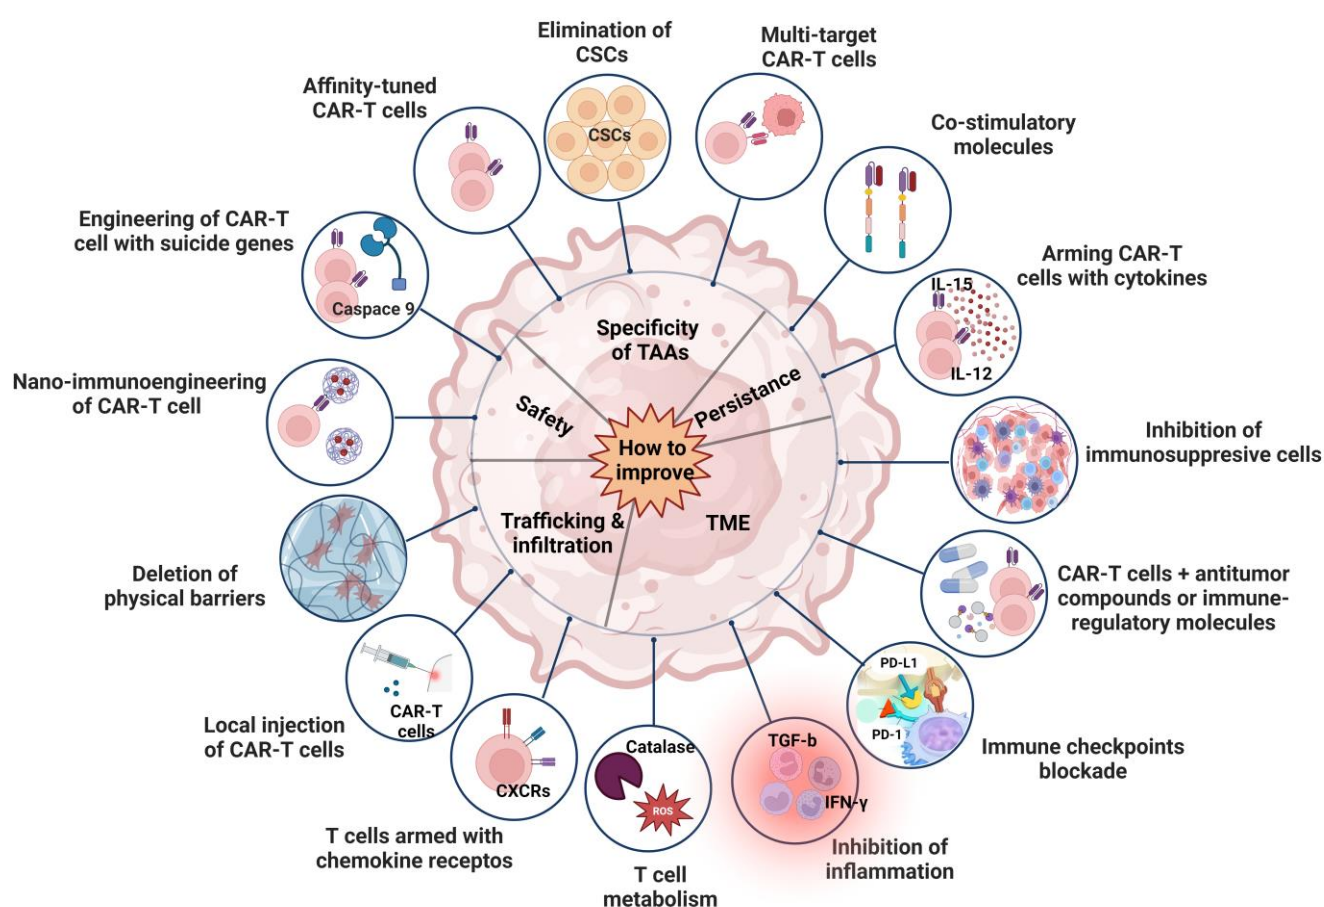 Elimination of
CSCs
Multi-target
CAR-T cells
Affinity-tuned
CAR-T cells
CSCs
Co-stimulatory
molecules
Engineering of CAR-T
cell with suicide genes
Caspace 9
Arming CAR-T
cells with cytokines
IL-15
IL-12
Nano-immunoengineering
of CAR-T cell
Inhibition of
immunosuppresive cells
Specificity
of TAAs
Safety
Persistance
How to
improve
Trafficking &
infiltration
TME
Deletion of
physical barriers
CAR-T cells + antitumor
compounds or immune-
regulatory molecules
Local injection
of CAR-T cells
CAR-T
cells
PD-L1
PD-1
Immune checkpoints
blockade
T cells armed with
chemokine receptos
CXCRs
Catalase
ROS
T cell
metabolism
TGF-b
IFN-γ
Inhibition of
inflammation